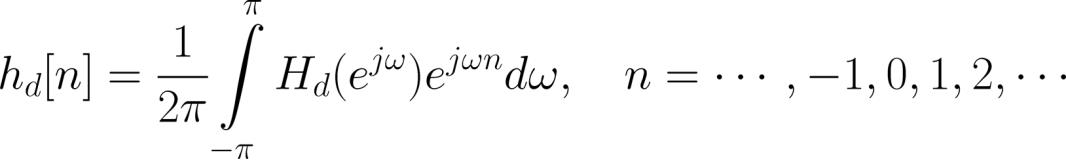 h_d[n] = \frac{1}{2\pi} \int_{-\pi}^{\pi} H_d(e^{j\omega})e^{j\omega n}d\omega, \quad n = \cdots, -1, 0, 1, 2, \cdots